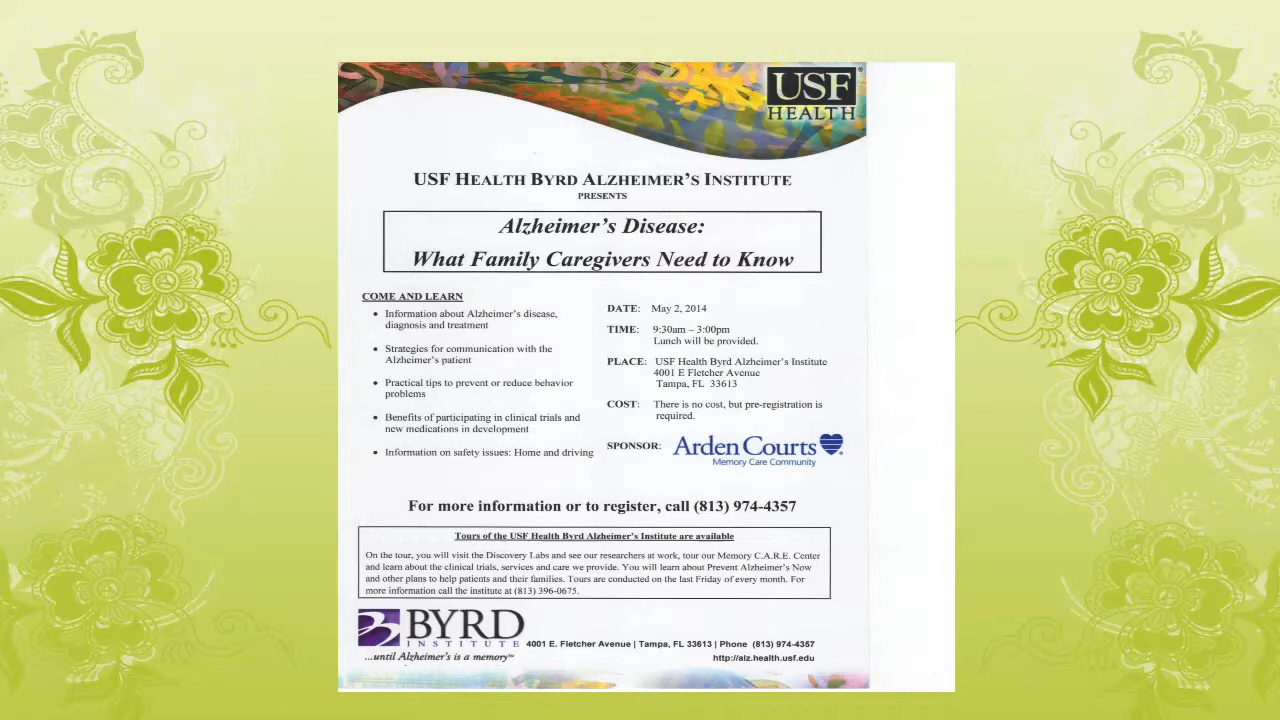 USF
HEALTH
USF HEALTH BYRD ALZHEIMER'S INSTITUTE
PRESENTS
Alzheimer's Disease:
What Family Caregivers Need to Know
COME AND LEARN
• Information about Alzheimer's disease,
diagnosis and treatment
• Strategies for communication with the
Alzheimer's patient
• Practical tips to prevent or reduce behavior
problems
• Benefits of participating in clinical trials and
new medications in development
• Information on safety issues: Home and driving
DATE: May 2, 2014
TIME: 9:30am – 3:00pm
Lunch will be provided.
PLACE: USF Health Byrd Alzheimer's Institute
4001 E Fletcher Avenue
Tampa, FL 33613
COST: There is no cost, but pre-registration is
required.
SPONSOR: Arden Courts
Memory Care Community
For more information or to register, call (813) 974-4357
Tours of the USF Health Byrd Alzheimer's Institute are available
On the tour, you will visit the Discovery Labs and see our researchers at work, tour our Memory C.A.R.E. Center
and learn about the clinical trials, services and care we provide. You will learn about Prevent Alzheimer's Now
and other plans to help patients and their families. Tours are conducted on the last Friday of every month. For
more information call the institute at (813) 396-0675.
BYRD
INSTITUTE
...until Alzheimer's is a memory™
4001 E. Fletcher Avenue | Tampa, FL 33613 | Phone (813) 974-4357
http://alz.health.usf.edu